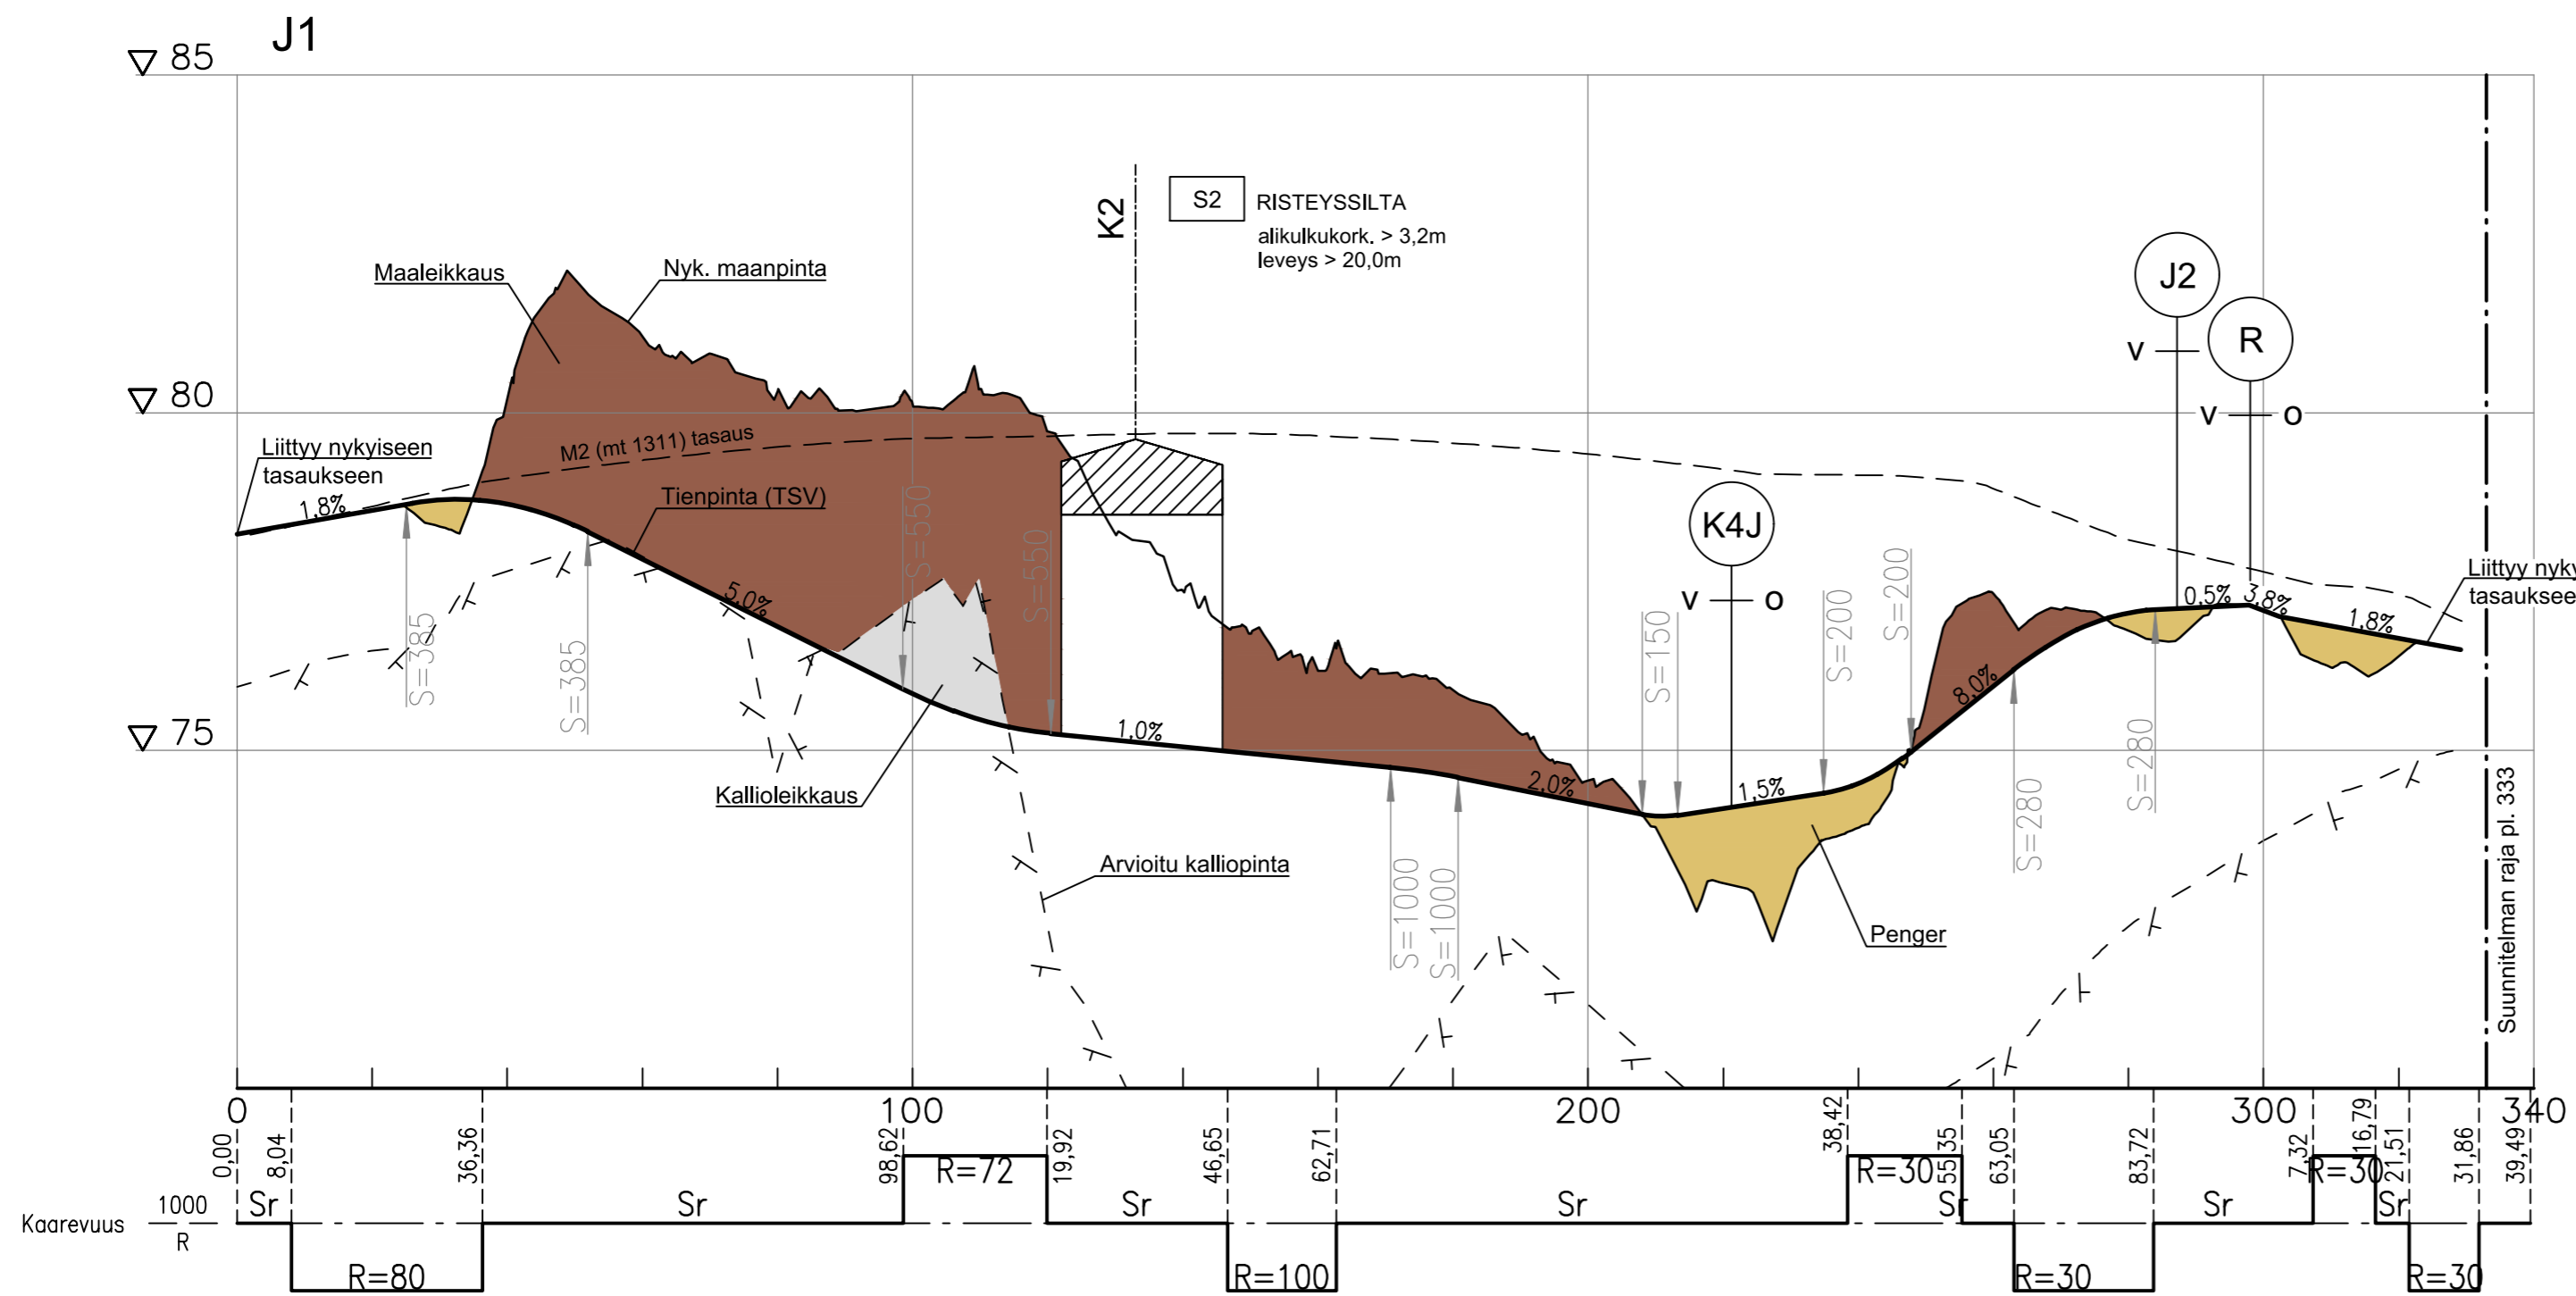 J1
85
80
75
K2
S2
RISTEYSSILTA
alikulkukork. > 3,2m
leveys > 20,0m
Maaleikkaus
Nyk. maanpinta
J2
v
R
v o
Liittyy nykyiseen
tasaukseen
M2 (mt 1311) tasaus
Tienpinta (TSV)
K4J
v o
Liittyy nyky
tasauksee
1,8%
5,0%
1,0%
2,0%
1,5%
8,0%
0,5%
3,8%
1,8%
S=385
S=385
S=550
S=550
S=1000
S=1000
S=150
S=200
S=200
S=280
S=280
Kallioleikkaus
Arvioitu kalliopinta
Penger
Suunnitelman raja pl. 333
0 100 200 300 340
0,00
8,04
36,36
98,62
19,92
46,65
62,71
38,42
55,35
63,05
83,72
7,32
16,79
21,51
31,86
39,49
Kaarevuus
1000
R
Sr
R=80
Sr
R=72
Sr
R=100
Sr
R=30
Sr
R=30
Sr
R=30
Sr
R=30